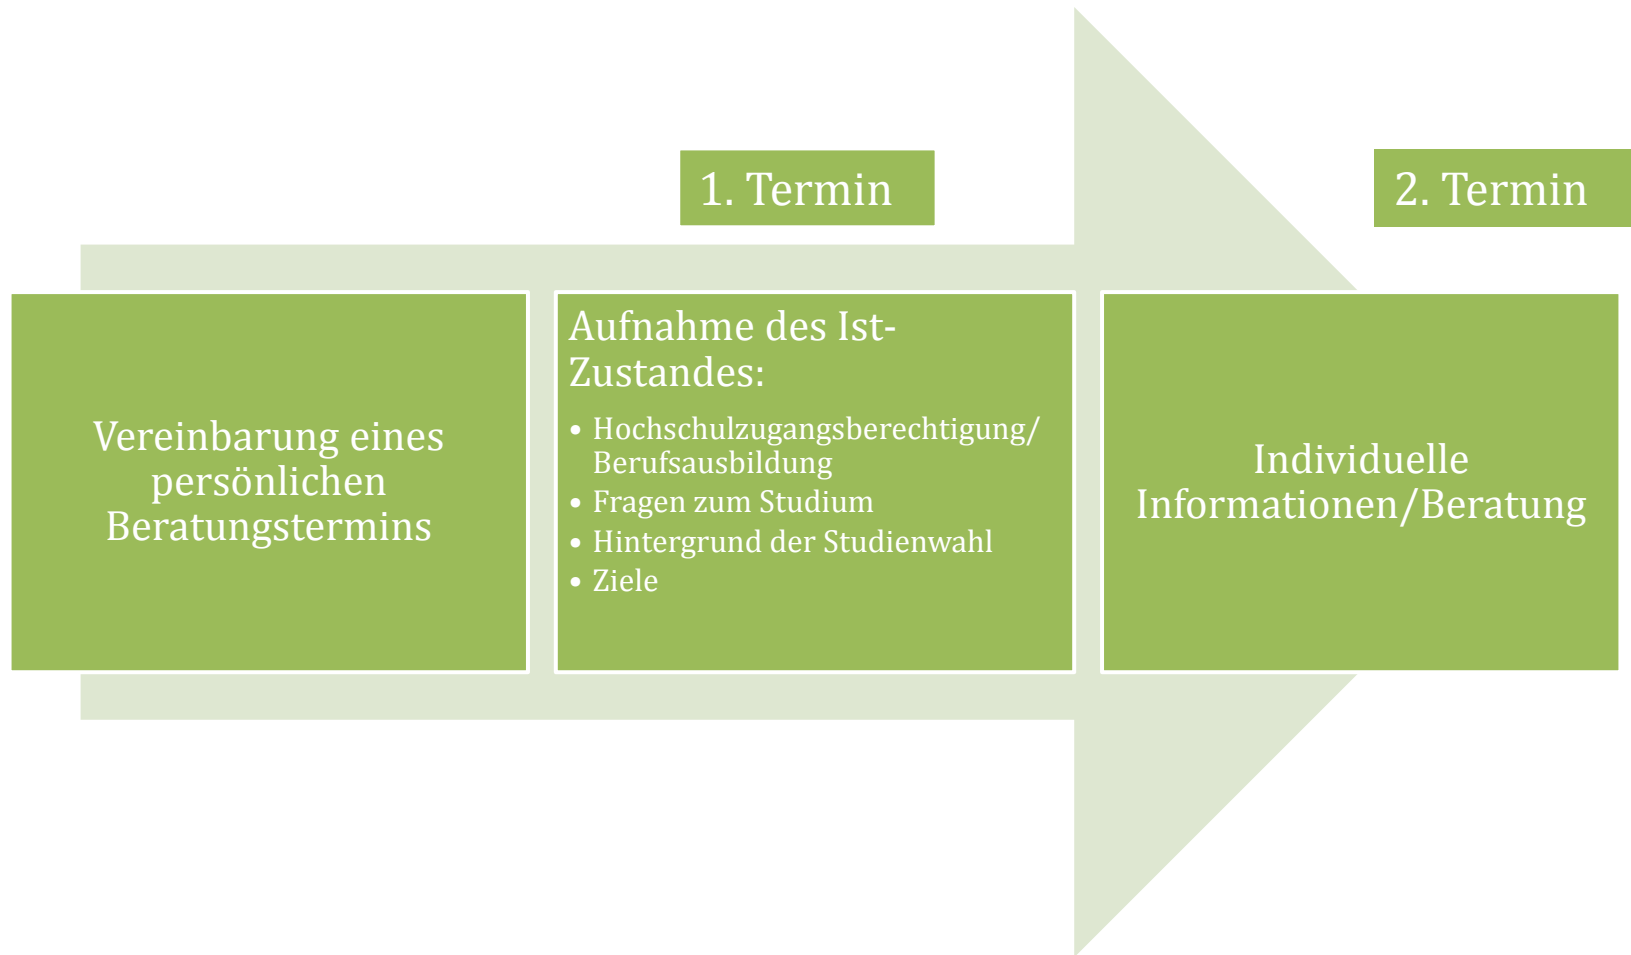 1. Termin
2. Termin
Vereinbarung eines
persönlichen
Beratungstermins
Aufnahme des Ist-
Zustandes:
• Hochschulzugangsberechtigung/
Berufsausbildung
• Fragen zum Studium
• Hintergrund der Studienwahl
• Ziele
Individuelle
Informationen/Beratung